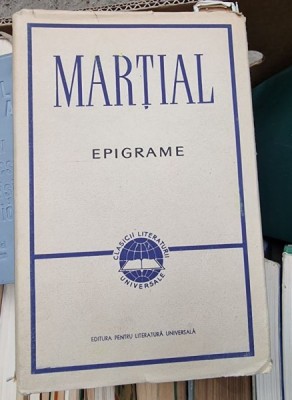 MARȚIAL
EPIGRAME
CLASICII LITERATURII
UNIVERSALE
EDITURA PENTRU LITERATURĂ UNIVERSALĂ